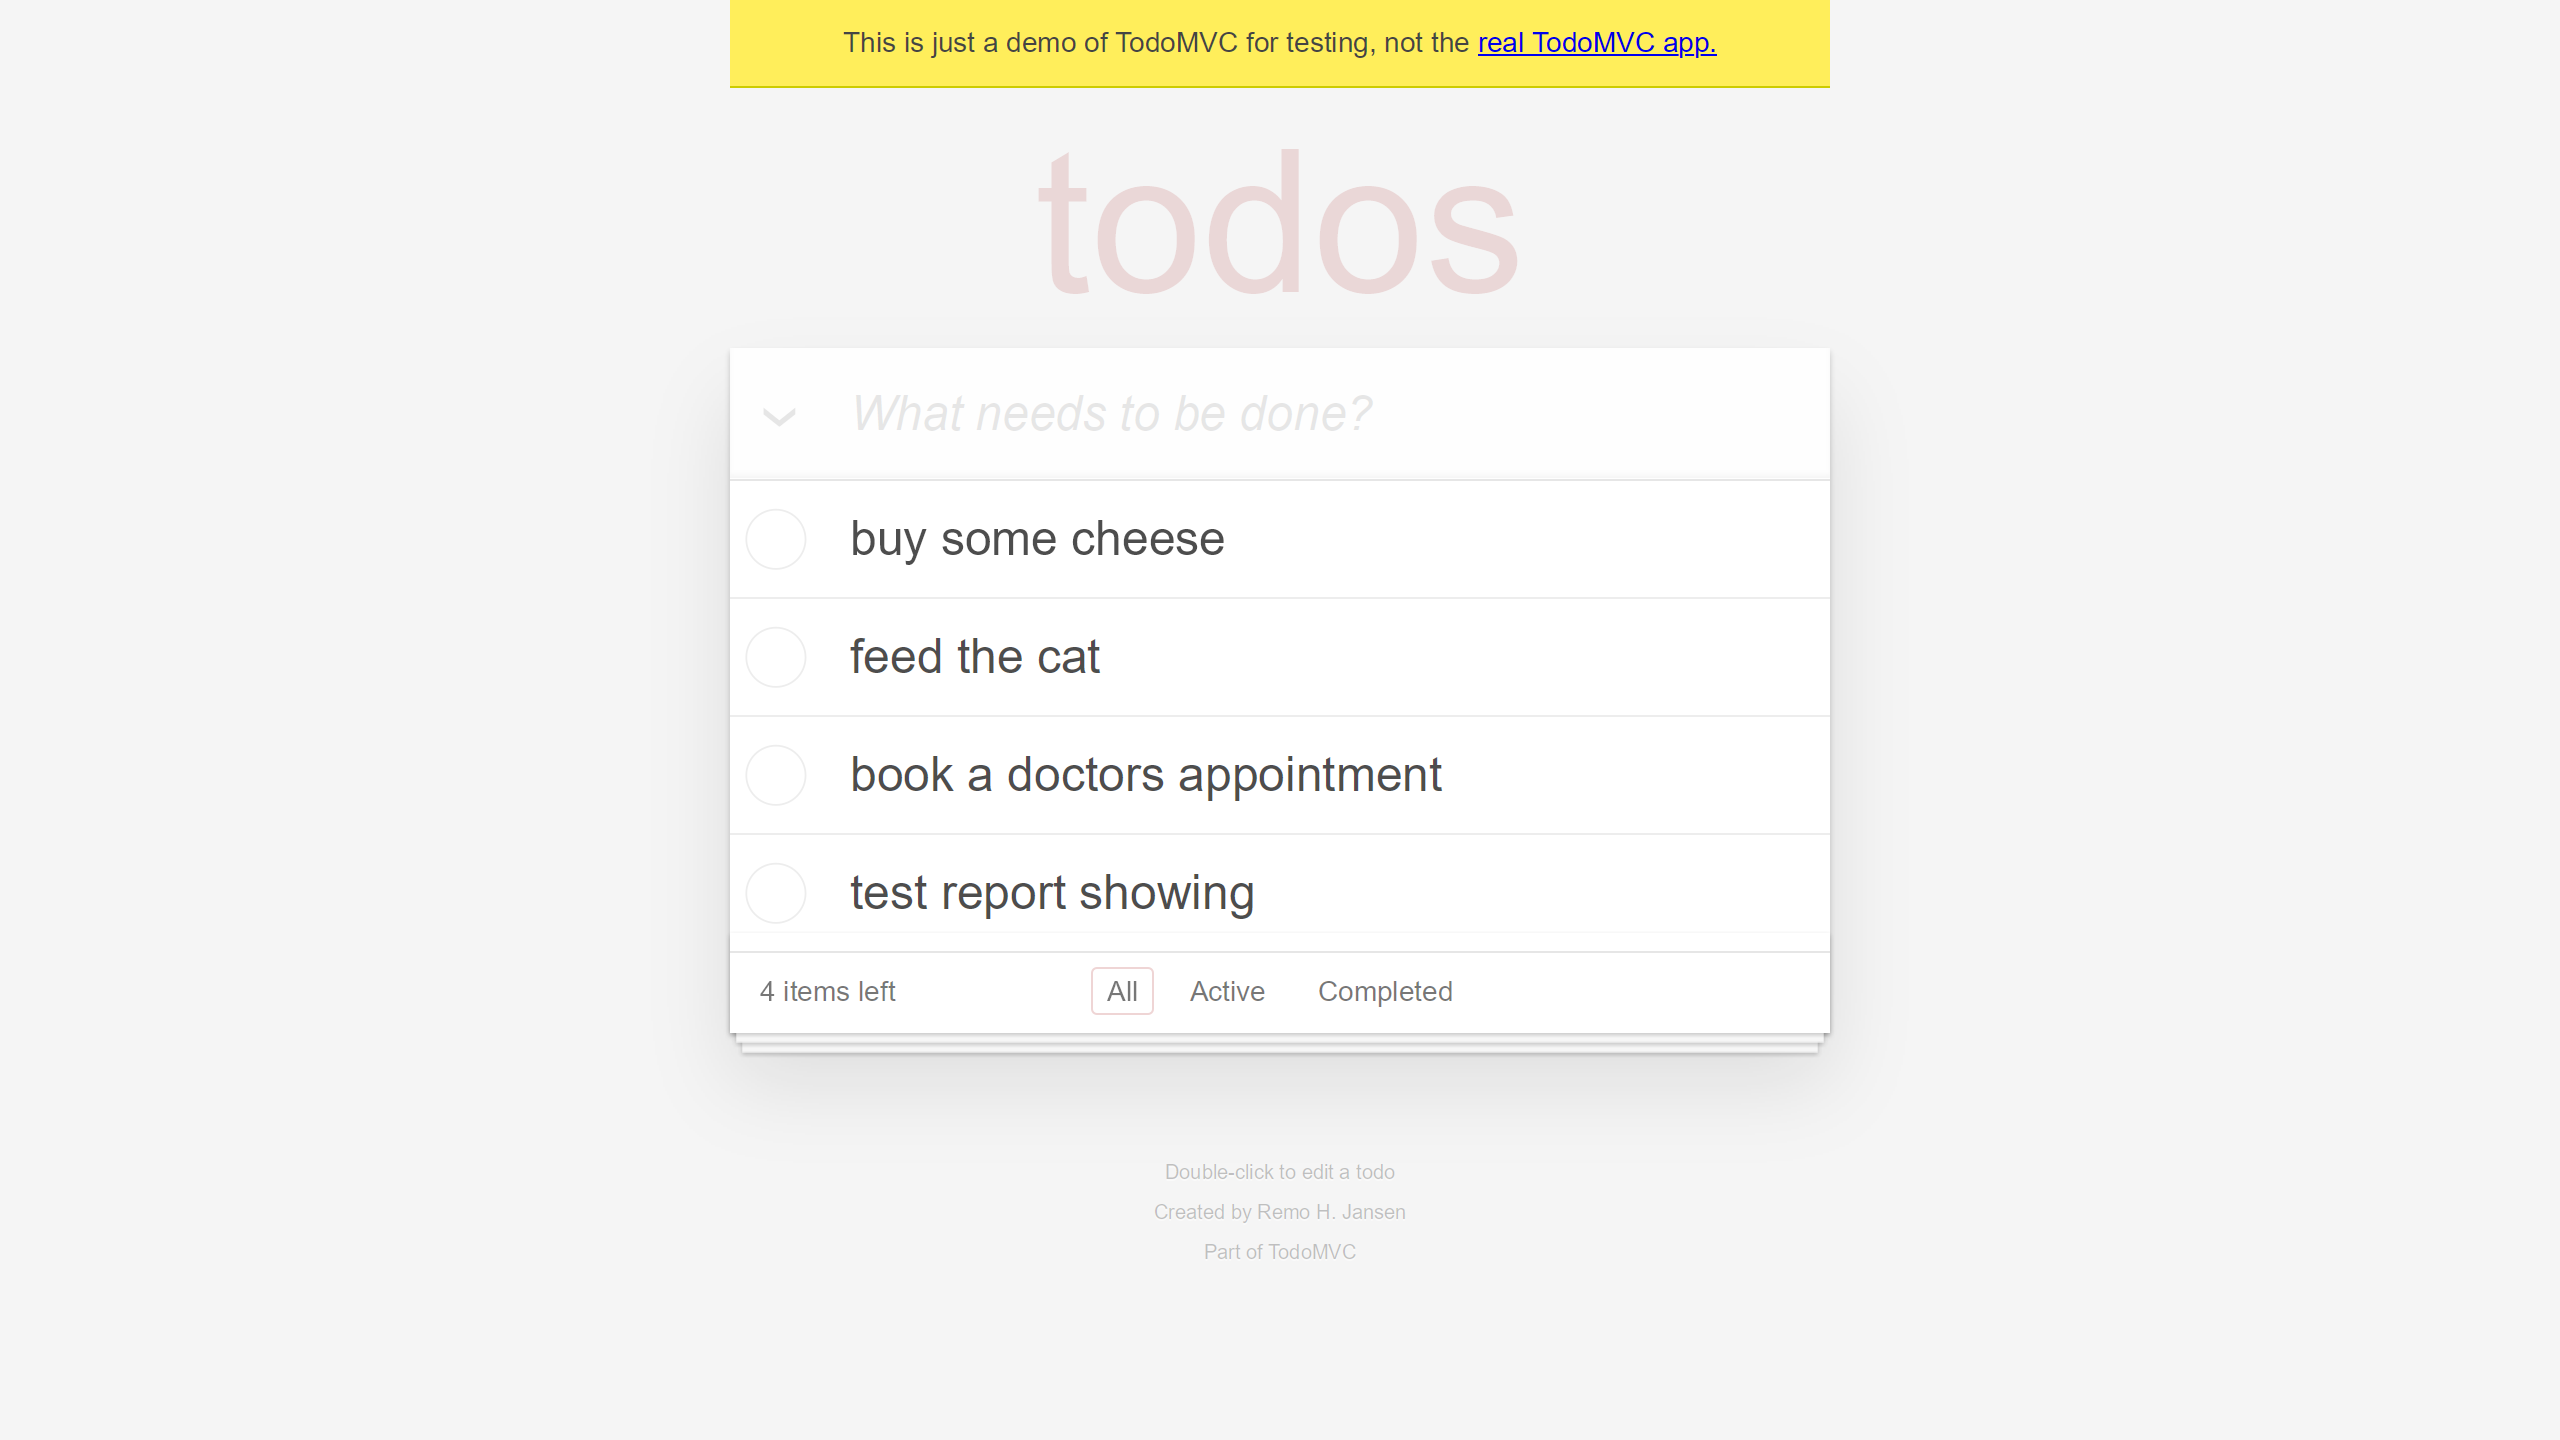 This is just a demo of TodoMVC for testing, not the real TodoMVC app.
todos
What needs to be done?
buy some cheese
feed the cat
book a doctors appointment
test report showing
4 items left All Active Completed
Double-click to edit a todo
Created by Remo H. Jansen
Part of TodoMVC